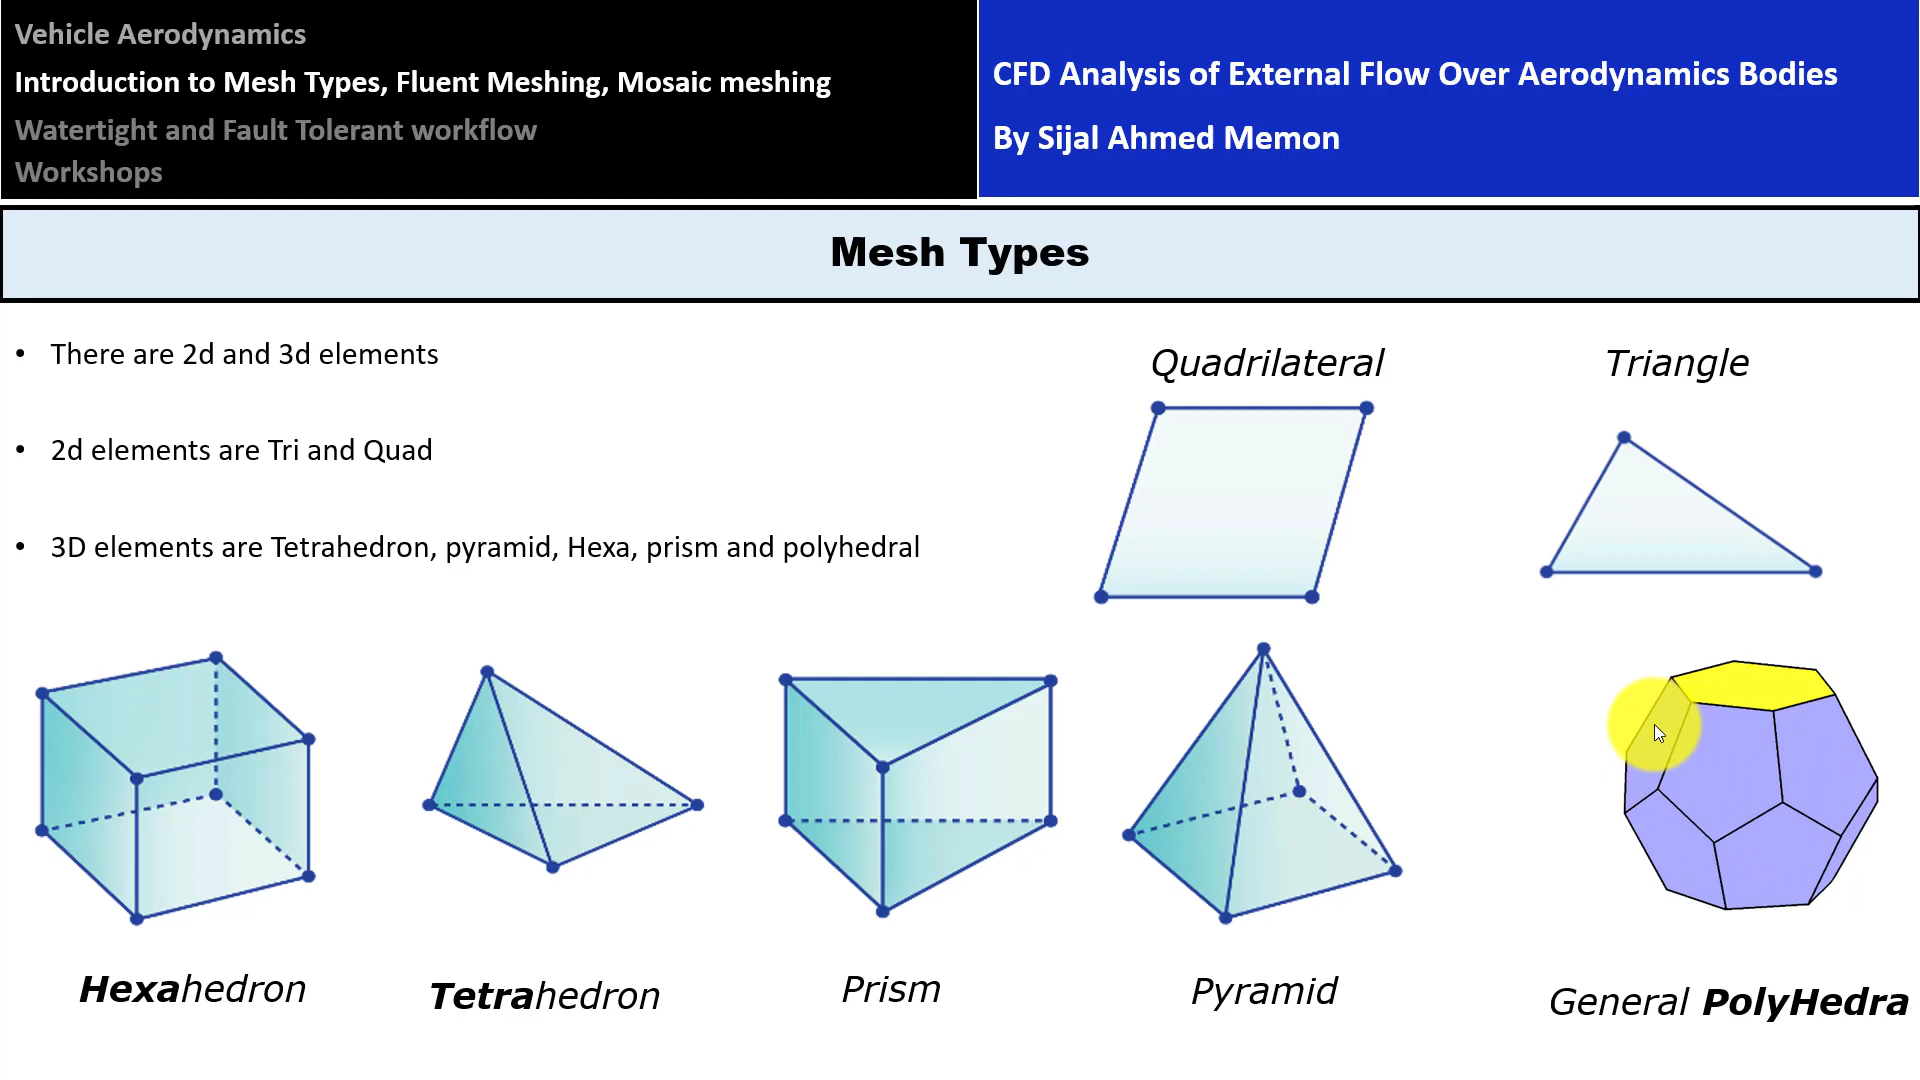 Vehicle Aerodynamics
Introduction to Mesh Types, Fluent Meshing, Mosaic meshing
Watertight and Fault Tolerant workflow
Workshops
CFD Analysis of External Flow Over Aerodynamics Bodies
By Sijal Ahmed Memon
Mesh Types
• There are 2d and 3d elements
• 2d elements are Tri and Quad
• 3D elements are Tetrahedron, pyramid, Hexa, prism and polyhedral
Quadrilateral
Triangle
Hexahedron
Tetrahedron
Prism
Pyramid
General PolyHedra